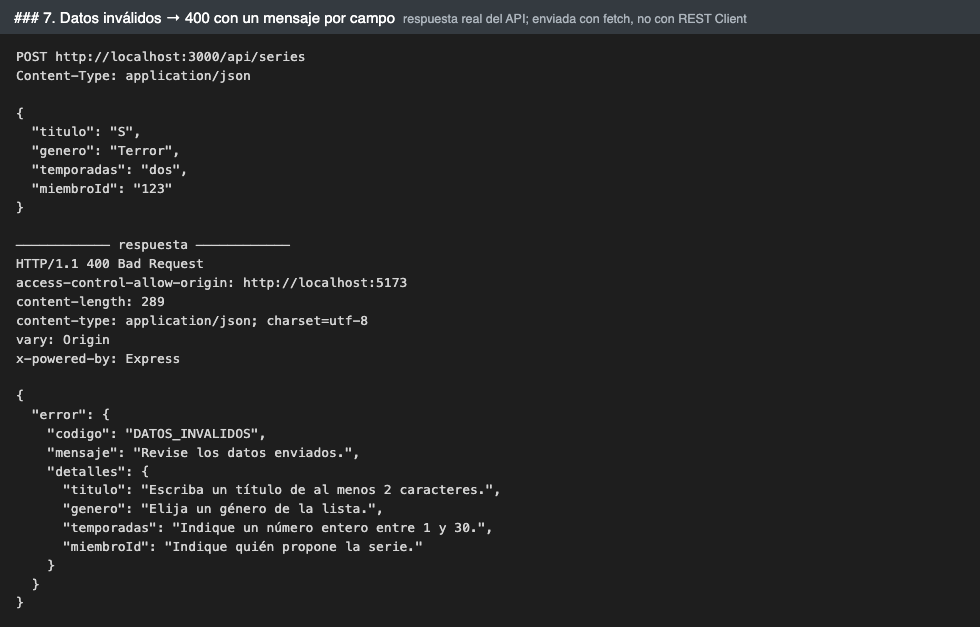 ### 7. Datos inválidos → 400 con un mensaje por campo respuesta real del API; enviada con fetch, no con REST Client
POST http://localhost:3000/api/series
Content-Type: application/json
{
"titulo": "S",
"genero": "Terror",
"temporadas": "dos",
"miembroId": "123"
}
──────────── respuesta ────────────
HTTP/1.1 400 Bad Request
access-control-allow-origin: http://localhost:5173
content-length: 289
content-type: application/json; charset=utf-8
vary: Origin
x-powered-by: Express
{
"error": {
"codigo": "DATOS_INVALIDOS",
"mensaje": "Revise los datos enviados.",
"detalles": {
"titulo": "Escriba un título de al menos 2 caracteres.",
"genero": "Elija un género de la lista.",
"temporadas": "Indique un número entero entre 1 y 30.",
"miembroId": "Indique quién propone la serie."
}
}
}